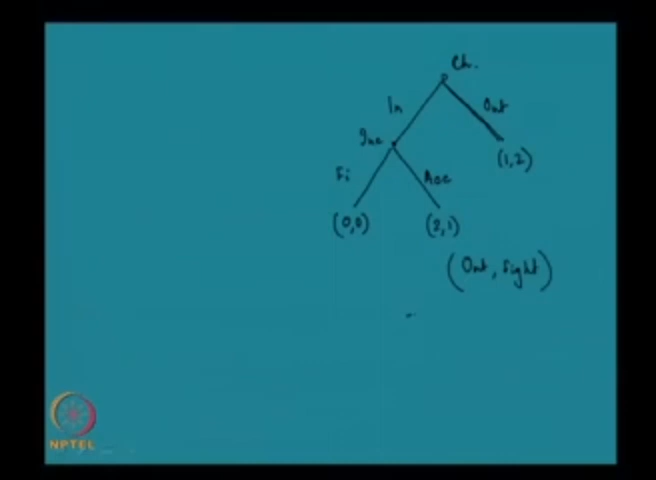 Ch.
In
Out
Inc
(1,2)
Fi
Acc
(0,0)
(2,1)
(Out, Fight)
NPTEL